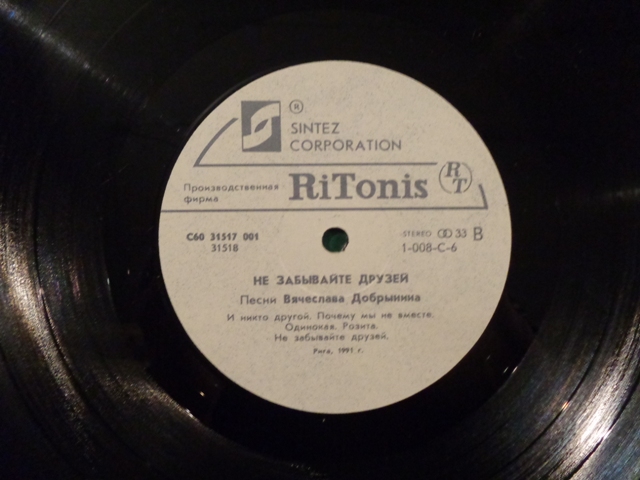 ®
SINTEZ
CORPORATION
Производственная
фирма
RiTonis
RT
С60 31517 001
31518
STEREO 33 B
1-008-C-6
НЕ ЗАБЫВАЙТЕ ДРУЗЕЙ
Песни Вячеслава Добрынина
И никто другой. Почему мы не вместе.
Одинокая. Розита.
Не забывайте друзей.
Рига, 1991 г.